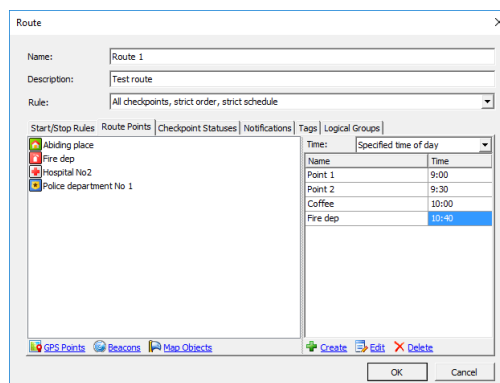 Route
Name: Route 1
Description: Test route
Rule: All checkpoints, strict order, strict schedule
Start/Stop Rules Route Points Checkpoint Statuses Notifications Tags Logical Groups
Abiding place
Fire dep
Hospital No2
Police department No 1
Time: Specified time of day
Name Time
Point 1 9:00
Point 2 9:30
Coffee 10:00
Fire dep 10:40
GPS Points Beacons Map Objects
Create Edit Delete
OK Cancel